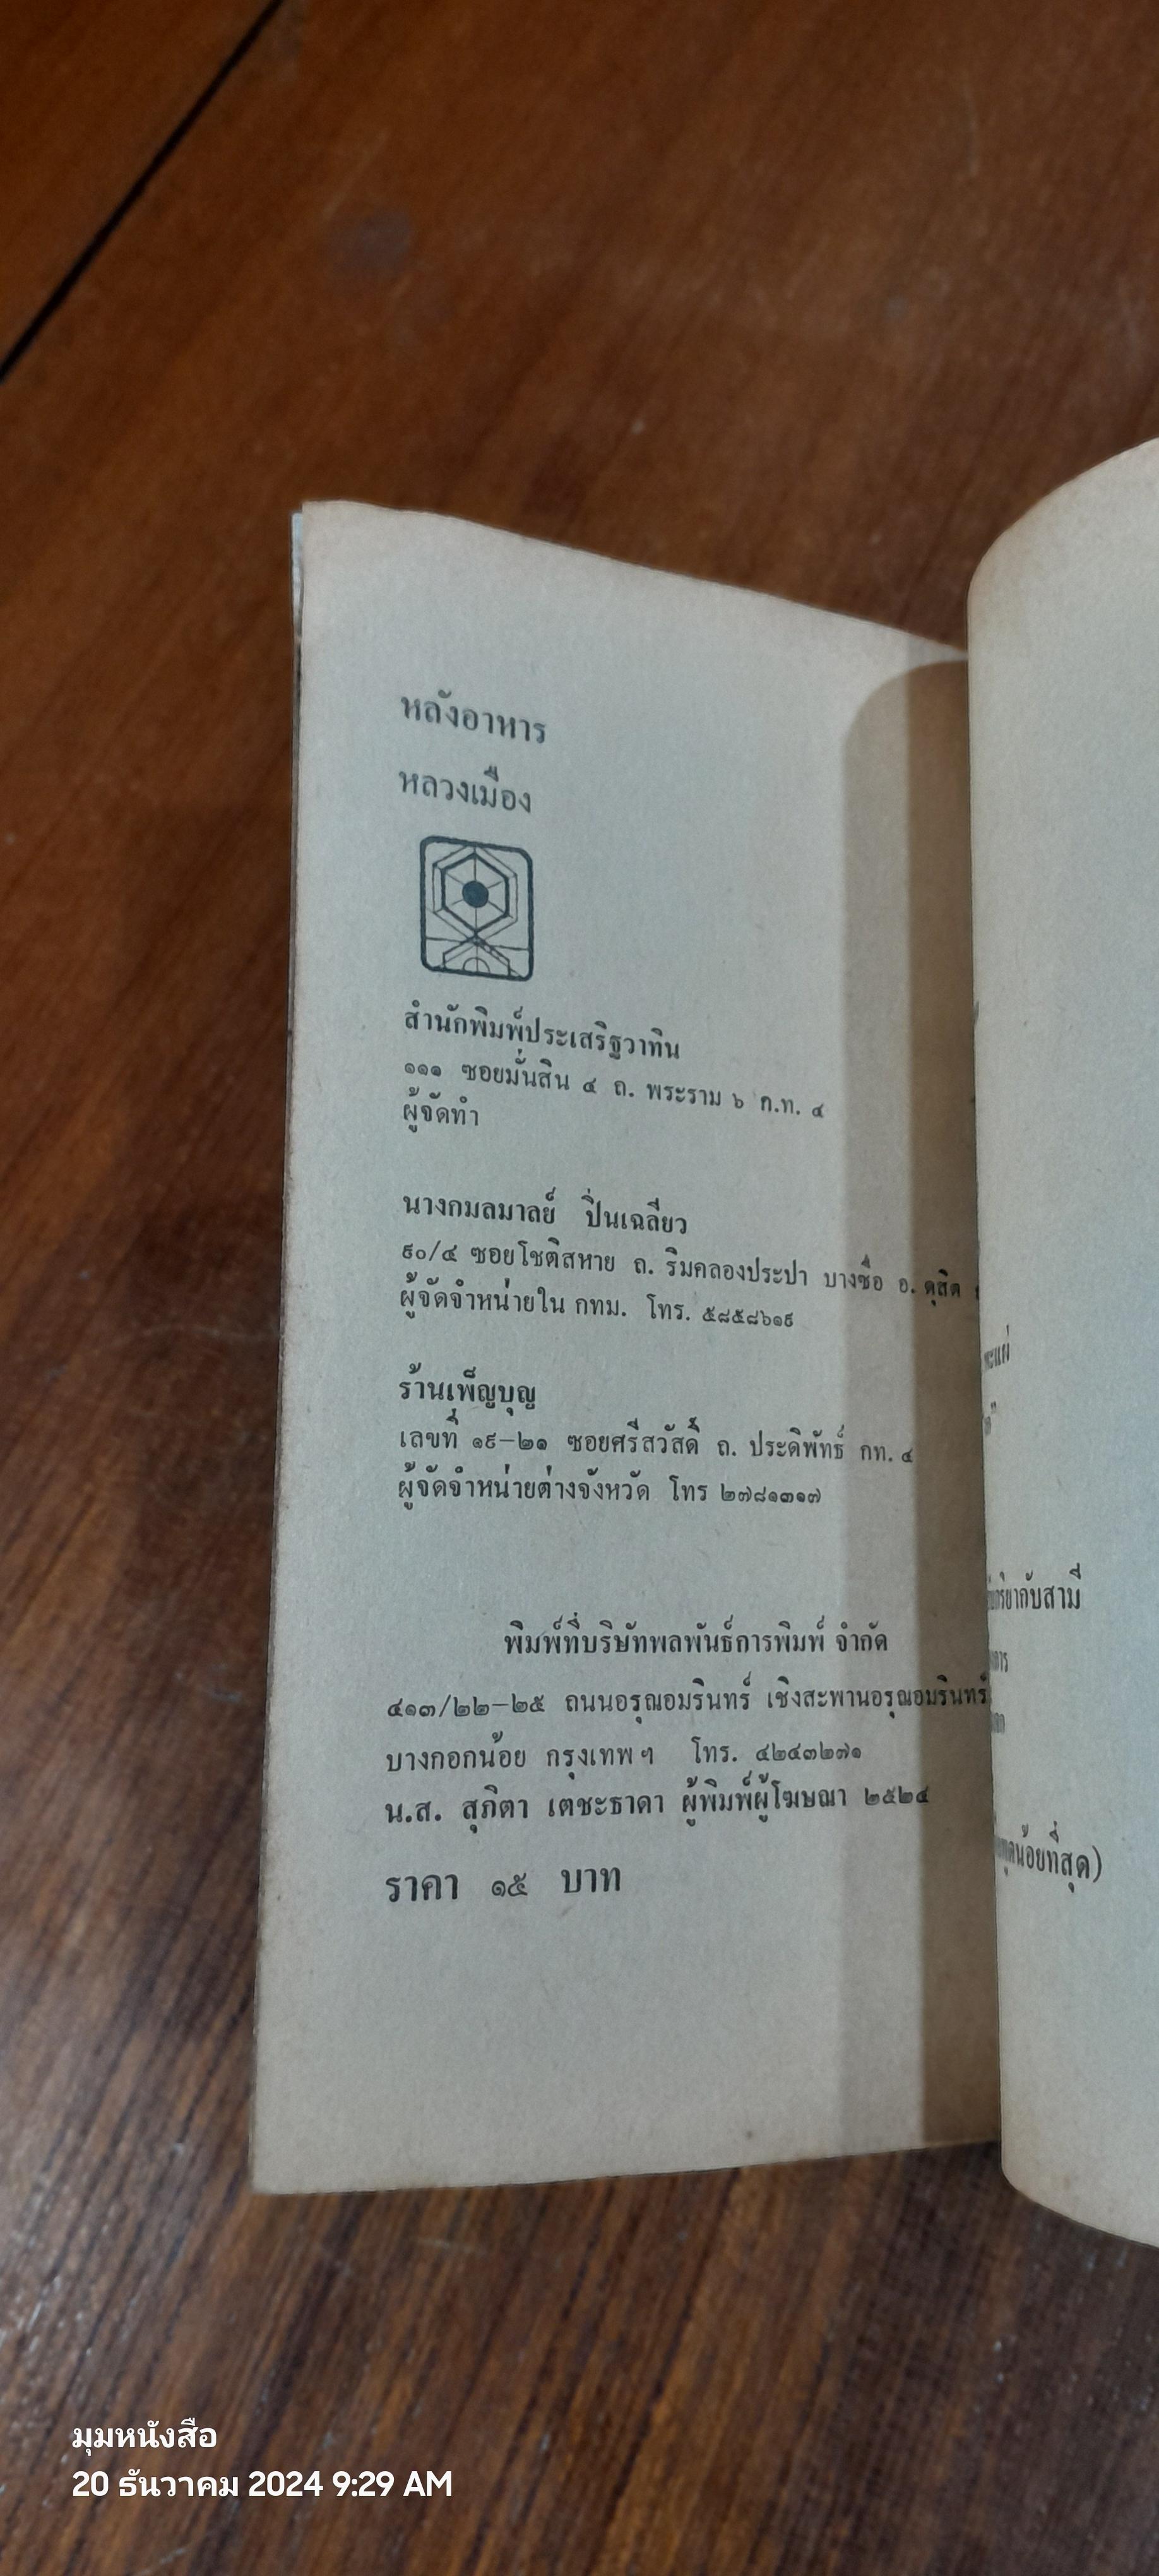 หลังอาหาร
หลวงเมือง
สำนักพิมพ์ประเสริฐวาทิน
๑๑๑ ซอยมั่นสิน ๔ ถ. พระราม ๖ ก.ท. ๔
ผู้จัดทำ
นางกมลมาลย์ ปิ่นเฉลียว
๙๐/๔ ซอยโชติสหาย ถ. ริมคลองประปา บางซื่อ อ. ดุสิต
ผู้จัดจำหน่ายใน กทม. โทร. ๕๘๕๘๖๑๙
ร้านเพ็ญบุญ
เลขที่ ๑๙-๒๑ ซอยศรีสวัสดิ์ ถ. ประดิพัทธ์ กท. ๔
ผู้จัดจำหน่ายต่างจังหวัด โทร ๒๗๘๑๓๑๗
พิมพ์ที่บริษัทพลพันธ์การพิมพ์ จำกัด
๔๑๓/๒๒-๒๕ ถนนอรุณอมรินทร์ เชิงสะพานอรุณอมรินทร์
บางกอกน้อย กรุงเทพฯ โทร. ๔๒๔๓๒๗๑
น.ส. สุภิตา เตชะธาดา ผู้พิมพ์ผู้โฆษณา ๒๕๒๔
ราคา ๑๕ บาท
กับสามี
น้อยที่สุด)
มุมหนังสือ
20 ธันวาคม 2024 9:29 AM